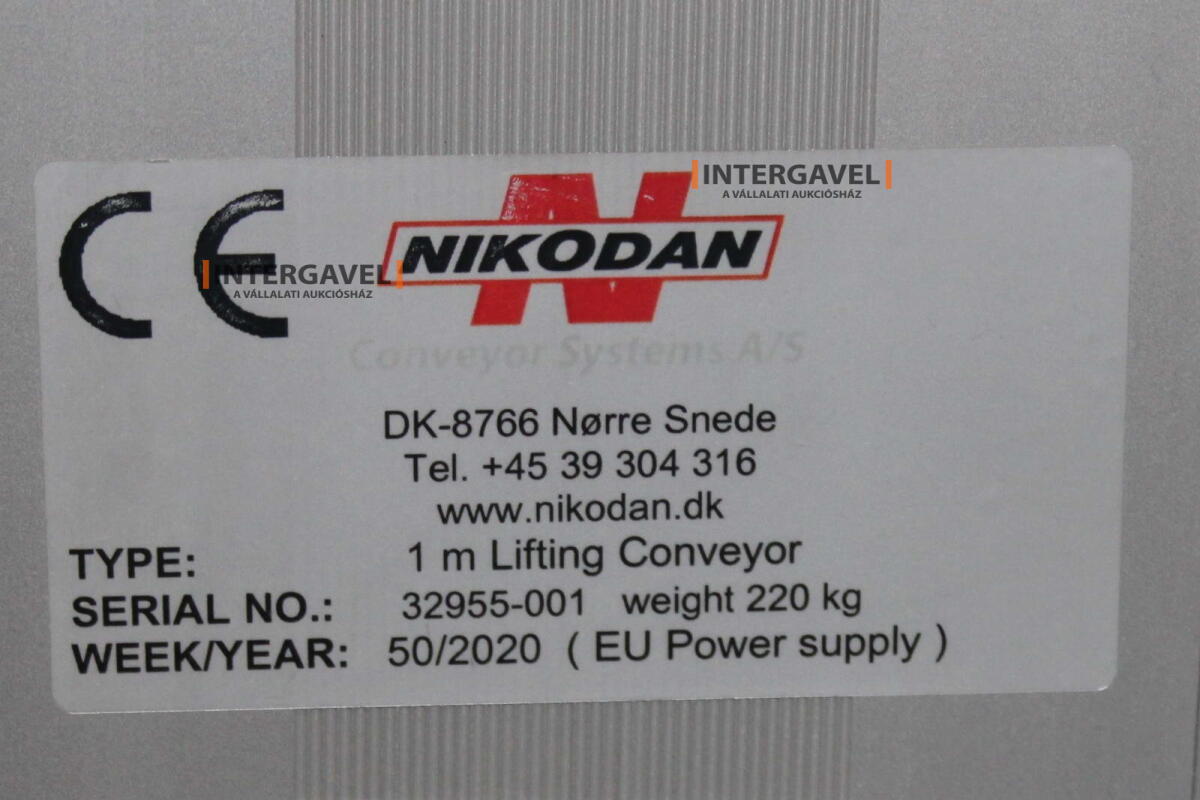 INTERGAVEL
A VÁLLALATI AUKCIÓSHÁZ
CE
NIKODAN
INTERGAVEL
A VÁLLALATI AUKCIÓSHÁZ
Conveyor Systems A/S
DK-8766 Nørre Snede
Tel. +45 39 304 316
www.nikodan.dk
TYPE: 1 m Lifting Conveyor
SERIAL NO.: 32955-001 weight 220 kg
WEEK/YEAR: 50/2020 ( EU Power supply )